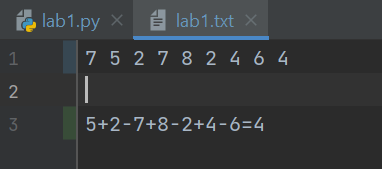 lab1.py × lab1.txt ×
1 7 5 2 7 8 2 4 6 4
2
3 5+2-7+8-2+4-6=4